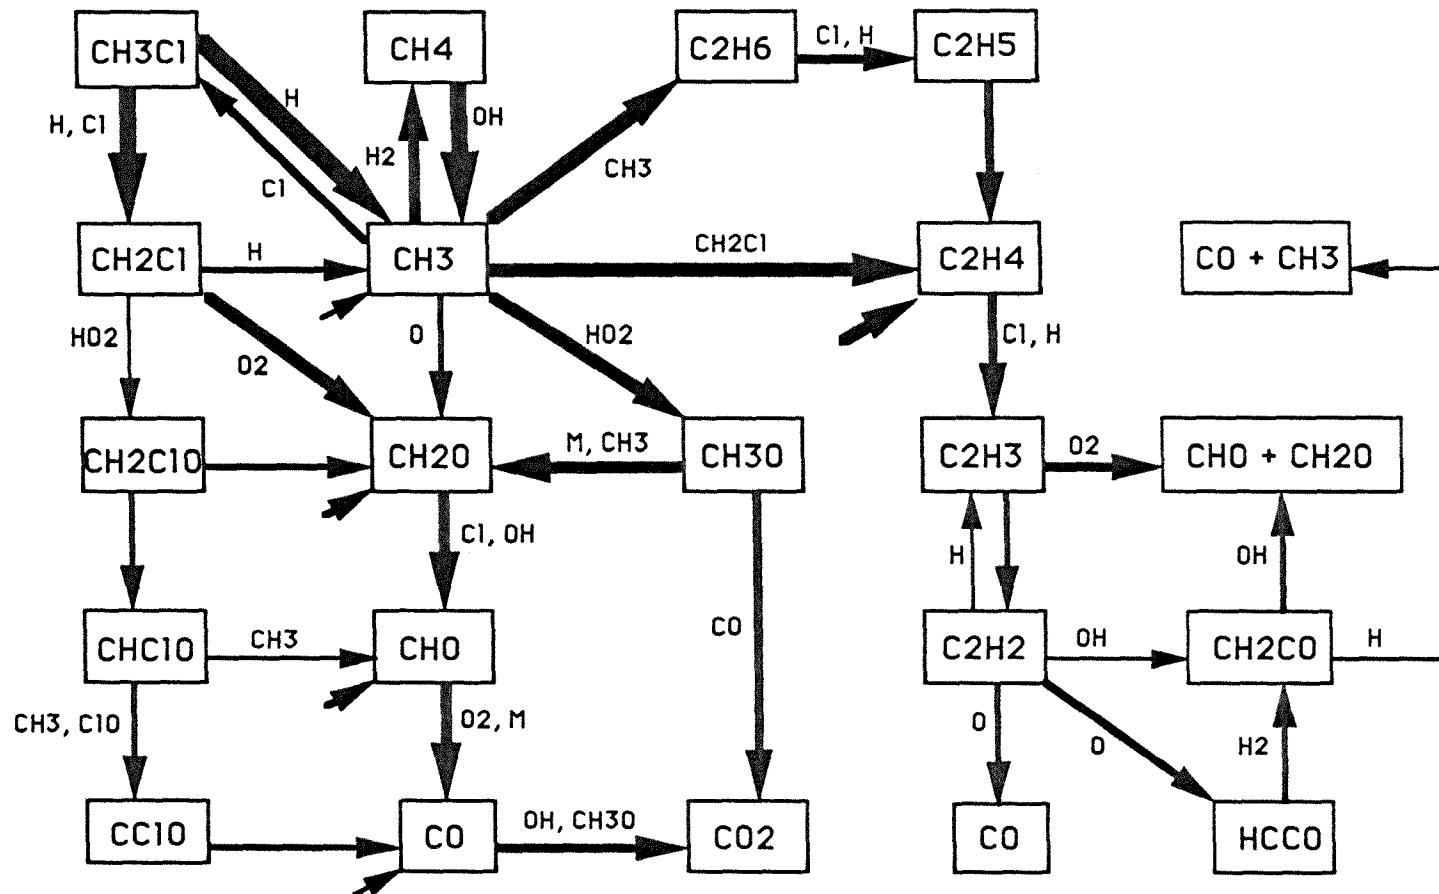 CH3Cl
CH4
C2H6
Cl, H
C2H5
H, Cl
H
Cl
H2
OH
CH3
CH2Cl
H
CH3
CH2Cl
C2H4
CO + CH3
HO2
O2
O
HO2
Cl, H
CH2ClO
CH2O
M, CH3
CH3O
C2H3
O2
CHO + CH2O
Cl, OH
H
OH
CHClO
CH3
CHO
CO
C2H2
OH
CH2CO
H
CH3, ClO
O2, M
O
O
H2
CClO
CO
OH, CH3O
CO2
CO
HCCO